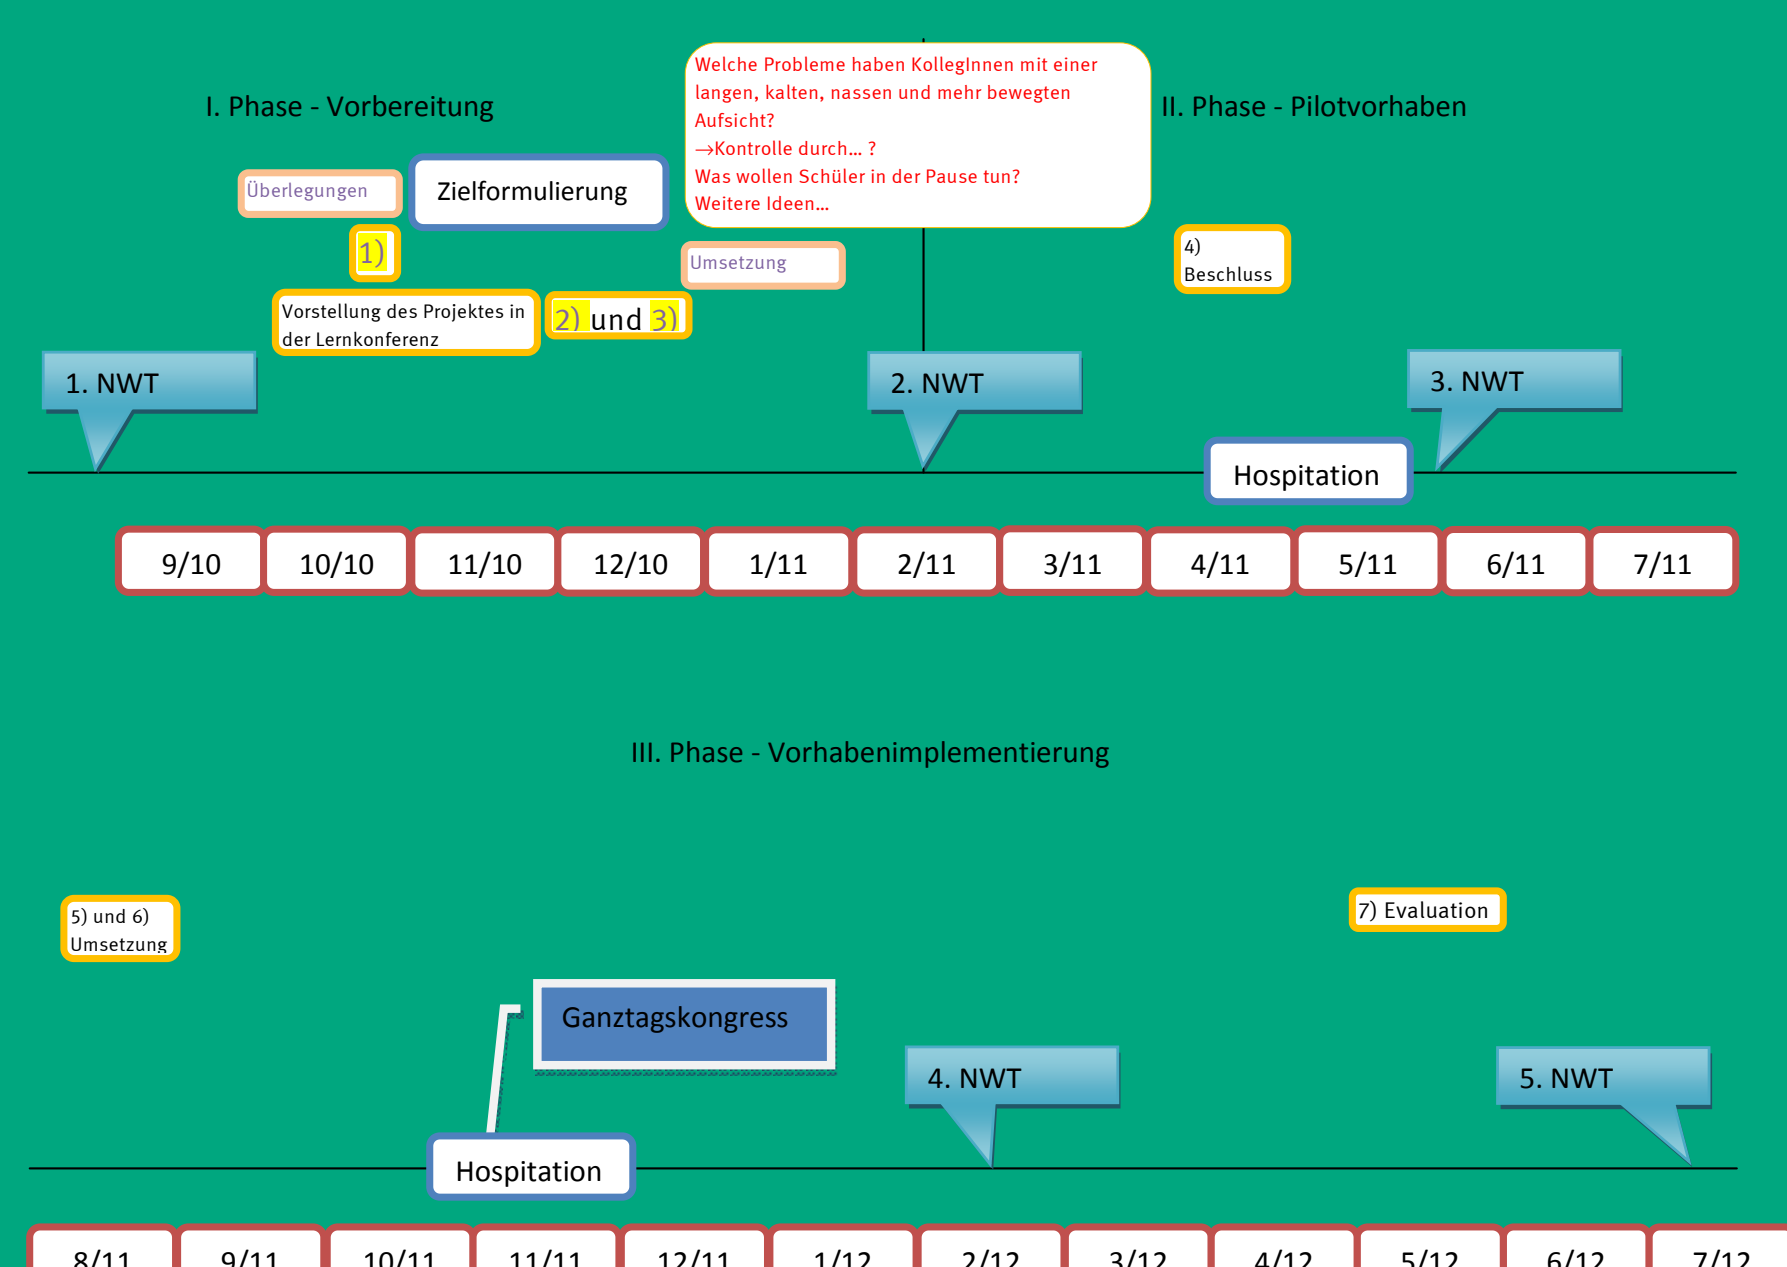 I. Phase - Vorbereitung
Welche Probleme haben KollegInnen mit einer
langen, kalten, nassen und mehr bewegten
Aufsicht?
→Kontrolle durch... ?
Was wollen Schüler in der Pause tun?
Weitere Ideen...
II. Phase - Pilotvorhaben
Überlegungen
Zielformulierung
1)
Umsetzung
4)
Beschluss
Vorstellung des Projektes in
der Lernkonferenz
2) und 3)
1. NWT
2. NWT
3. NWT
Hospitation
9/10
10/10
11/10
12/10
1/11
2/11
3/11
4/11
5/11
6/11
7/11
III. Phase - Vorhabenimplementierung
5) und 6)
Umsetzung
7) Evaluation
Ganztagskongress
4. NWT
5. NWT
Hospitation
8/11
9/11
10/11
11/11
12/11
1/12
2/12
3/12
4/12
5/12
6/12
7/12